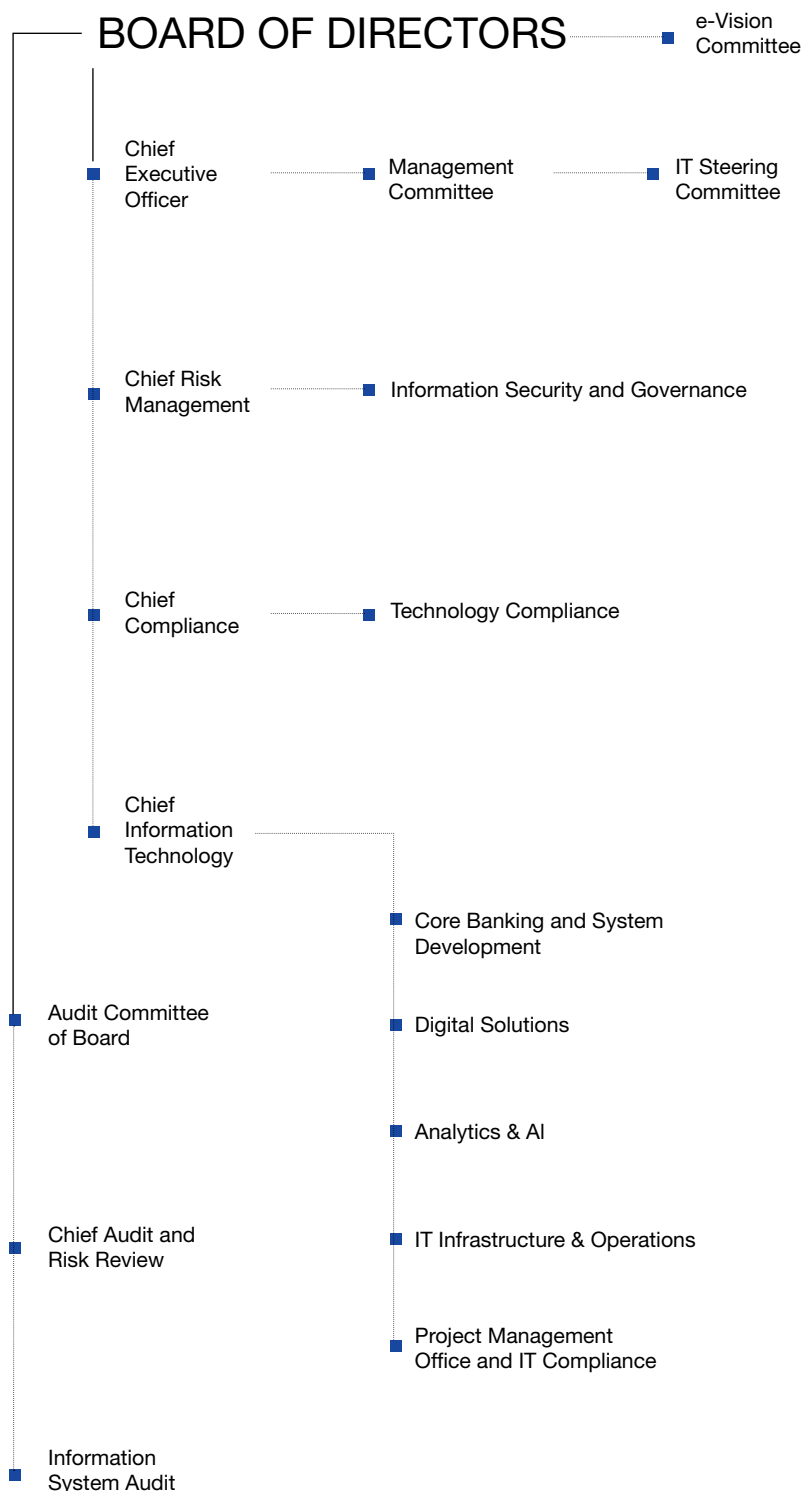 BOARD OF DIRECTORS
e-Vision
Committee
Chief
Executive
Officer
Management
Committee
IT Steering
Committee
Chief Risk
Management
Information Security and Governance
Chief
Compliance
Technology Compliance
Chief
Information
Technology
Core Banking and System
Development
Audit Committee
of Board
Digital Solutions
Analytics & AI
Chief Audit and
Risk Review
IT Infrastructure & Operations
Project Management
Office and IT Compliance
Information
System Audit